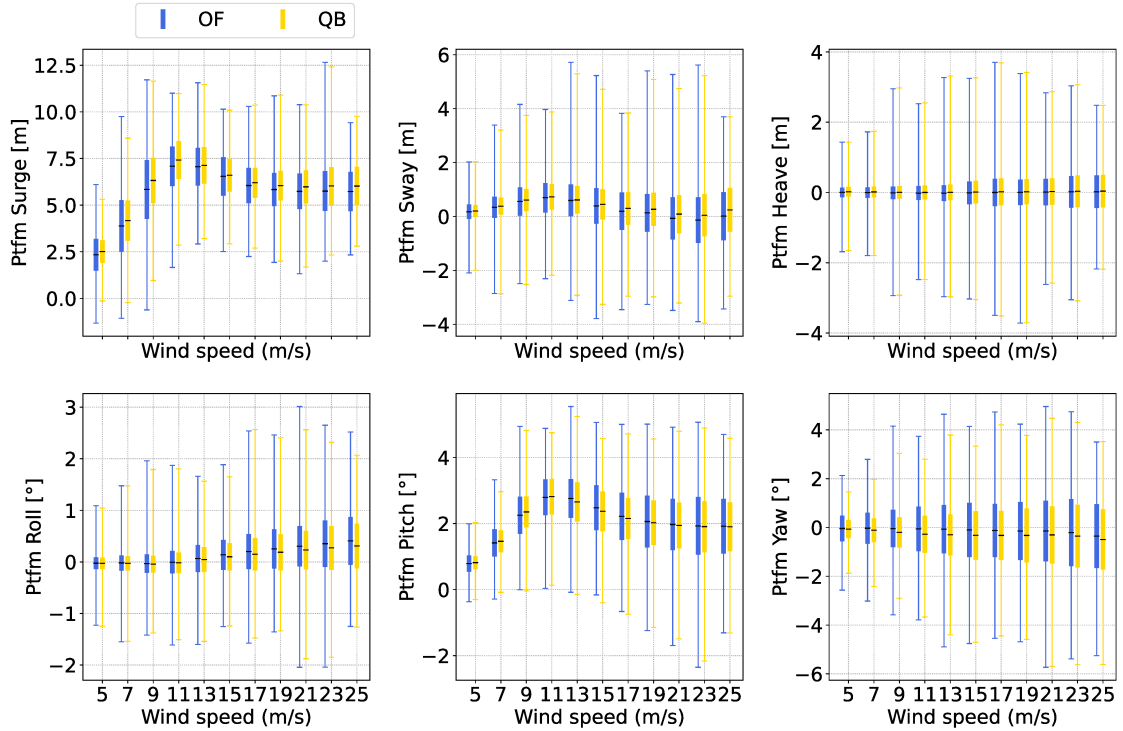 OF QB
Ptfm Surge [m]
12.5
10.0
7.5
5.0
2.5
0.0
Wind speed (m/s)
Ptfm Sway [m]
6
4
2
0
−2
−4
Wind speed (m/s)
Ptfm Heave [m]
4
2
0
−2
−4
Wind speed (m/s)
Ptfm Roll [°]
3
2
1
0
−1
−2
5 7 9 11 13 15 17 19 21 23 25
Wind speed (m/s)
Ptfm Pitch [°]
4
2
0
−2
5 7 9 11 13 15 17 19 21 23 25
Wind speed (m/s)
Ptfm Yaw [°]
4
2
0
−2
−4
−6
5 7 9 11 13 15 17 19 21 23 25
Wind speed (m/s)